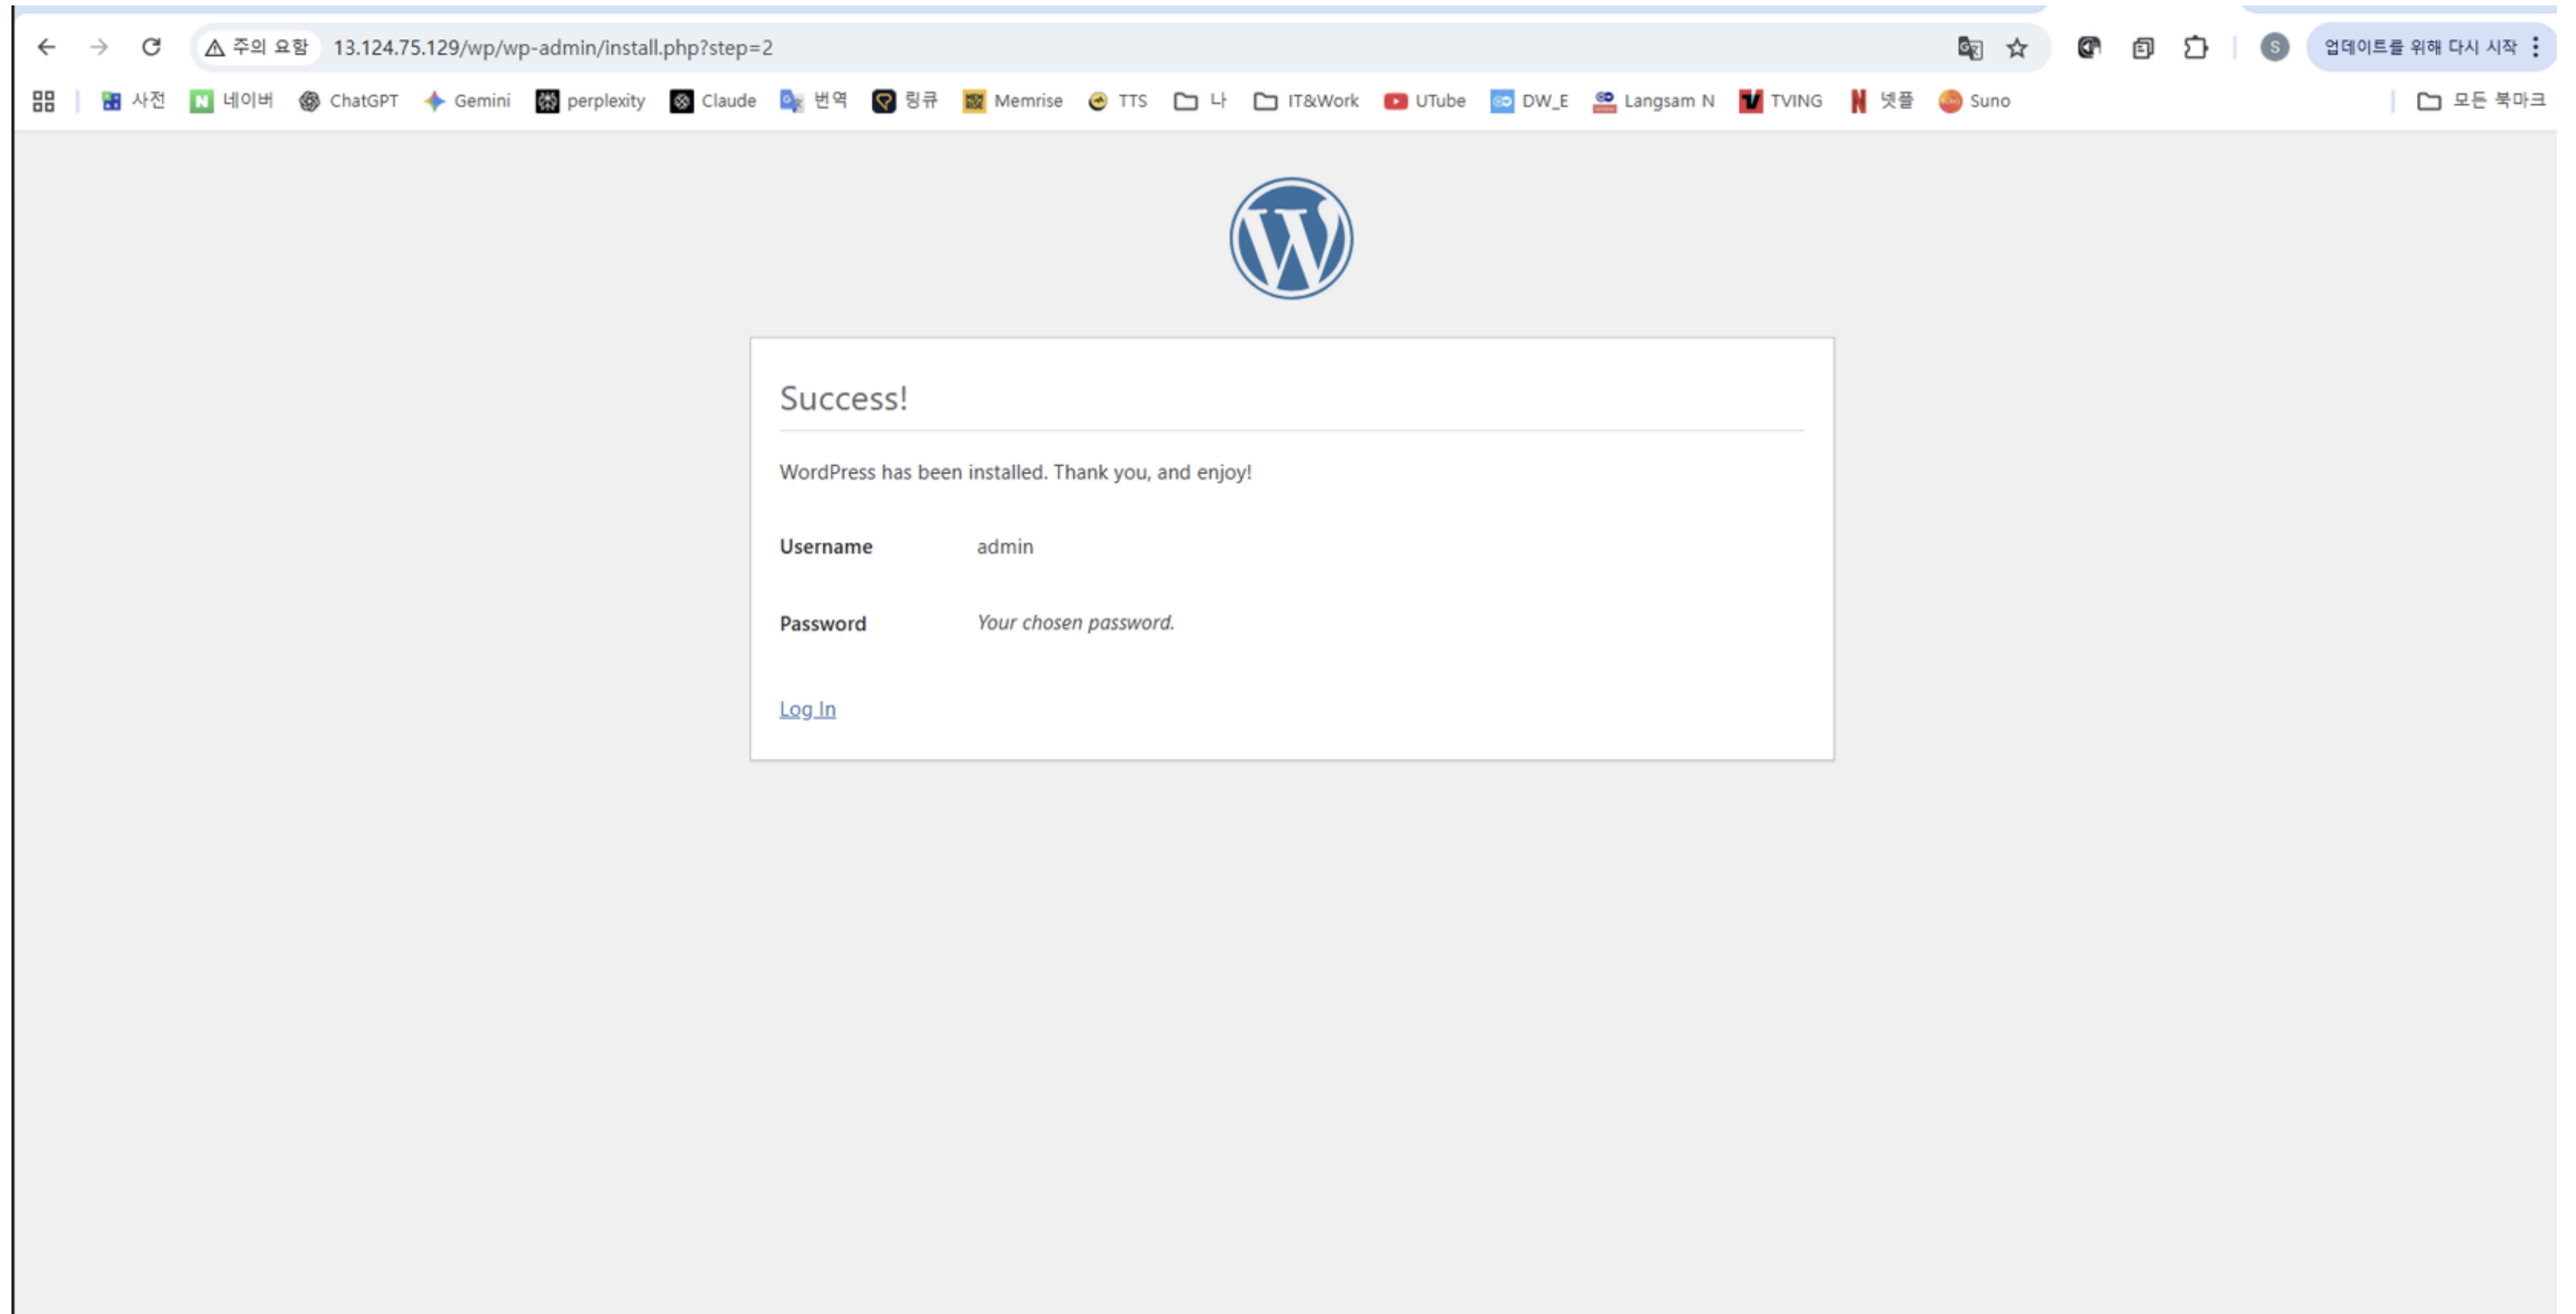 주의 요함 13.124.75.129/wp/wp-admin/install.php?step=2 S 업데이트를 위해 다시 시작
사전 N 네이버 ChatGPT Gemini perplexity Claude 번역 링큐 Memrise TTS 나 IT&Work UTube DW_E Langsam N TVING 넷플 Suno 모든 북마크
Success!
WordPress has been installed. Thank you, and enjoy!
Username admin
Password Your chosen password.
Log In